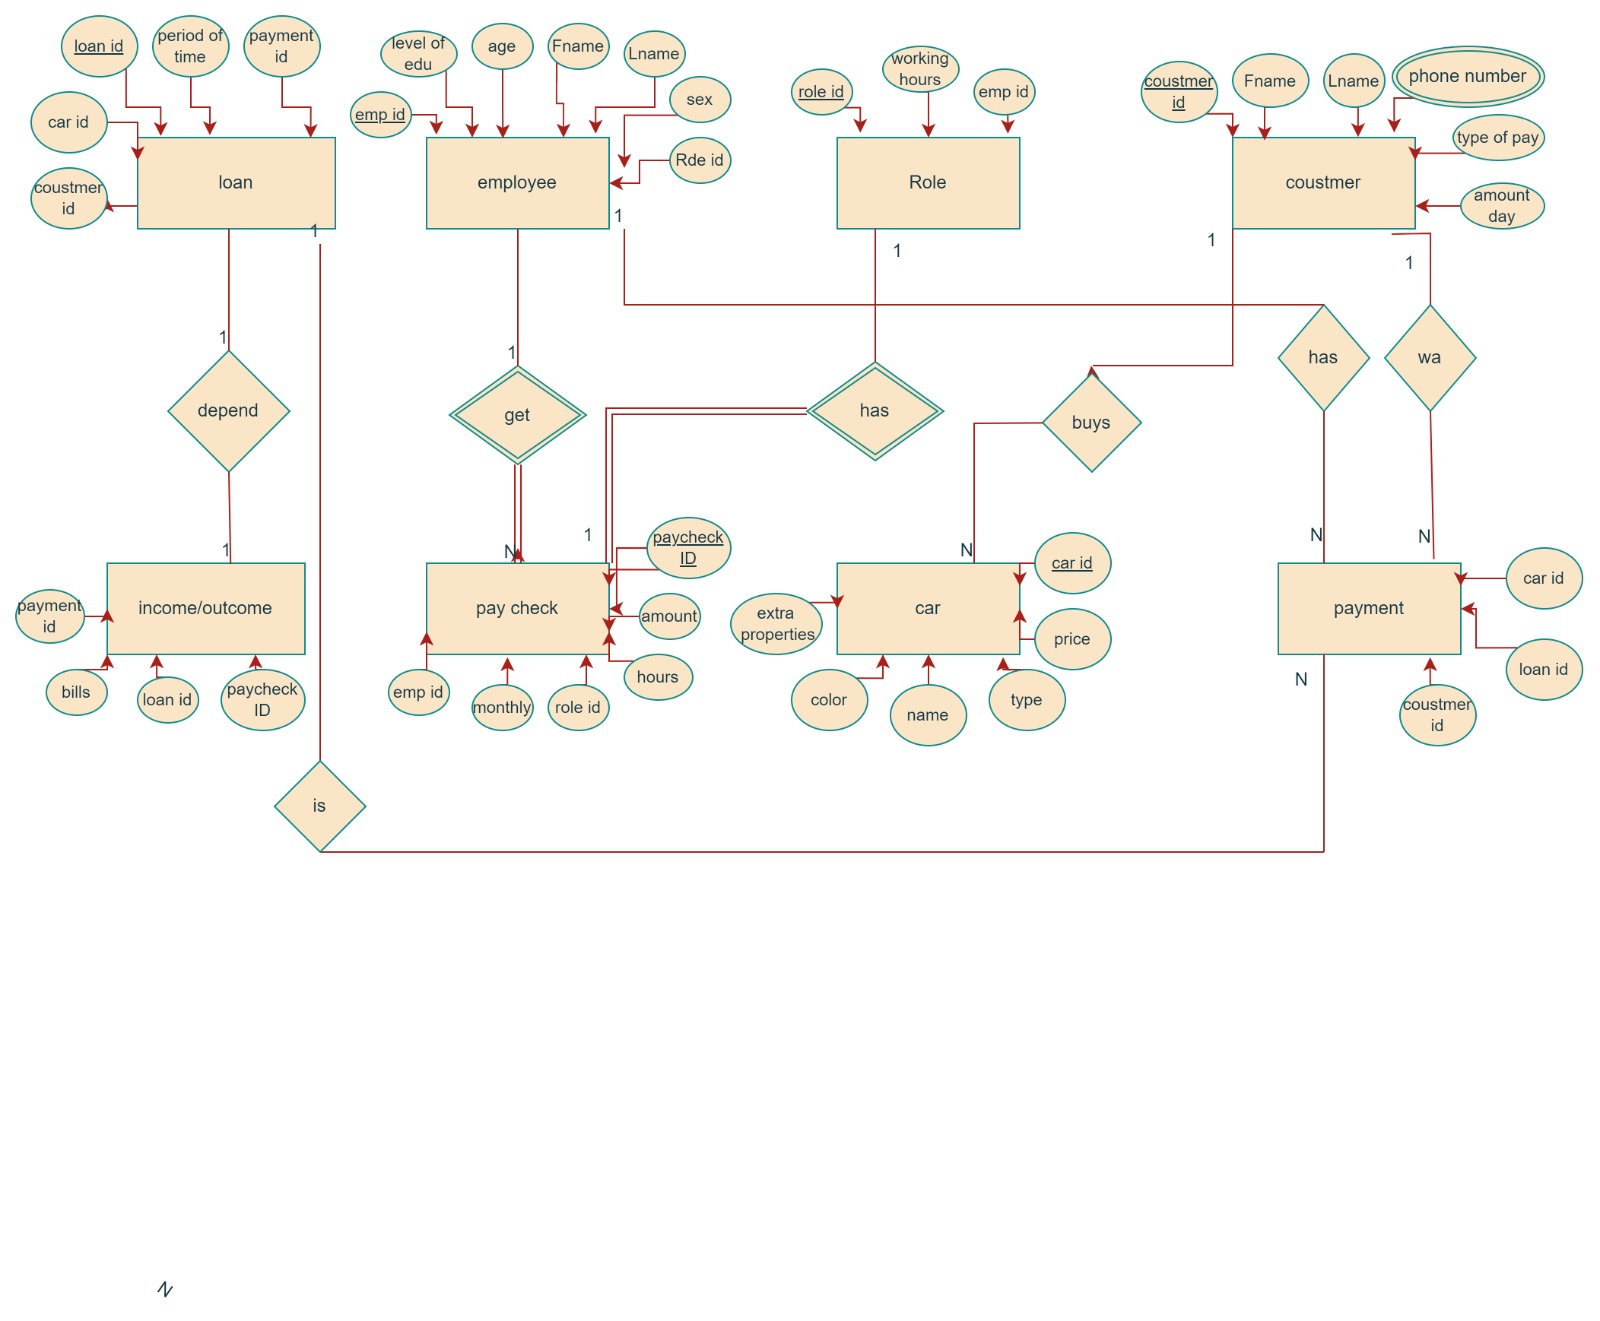 loan id
period of
time
payment
id
level of
edu
age
Fname
Lname
sex
emp id
Rde id
car id
coustmer
id
working
hours
role id
emp id
coustmer
id
Fname
Lname
phone number
type of pay
amount
day
loan
employee
Role
coustmer
1
1
1
1
1
1
1
depend
get
has
buys
has
wa
1
N
1
N
N
N
paycheck
ID
car id
car id
income/outcome
pay check
car
payment
payment
id
bills
loan id
paycheck
ID
emp id
monthly
role id
hours
amount
extra
properties
color
name
type
price
loan id
coustmer
id
N
is
N